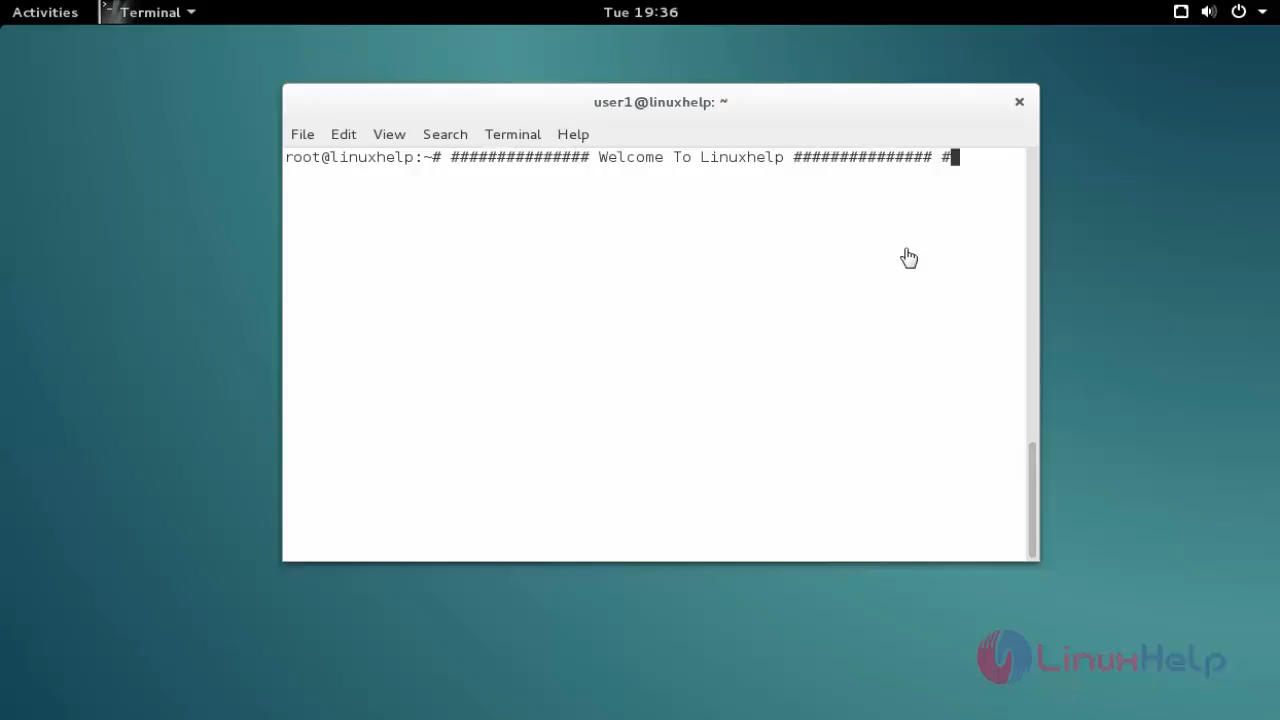 Activities Terminal Tue 19:36
user1@linuxhelp: ~
File Edit View Search Terminal Help
root@linuxhelp:~# ############### Welcome To Linuxhelp ############### #
LinuxHelp